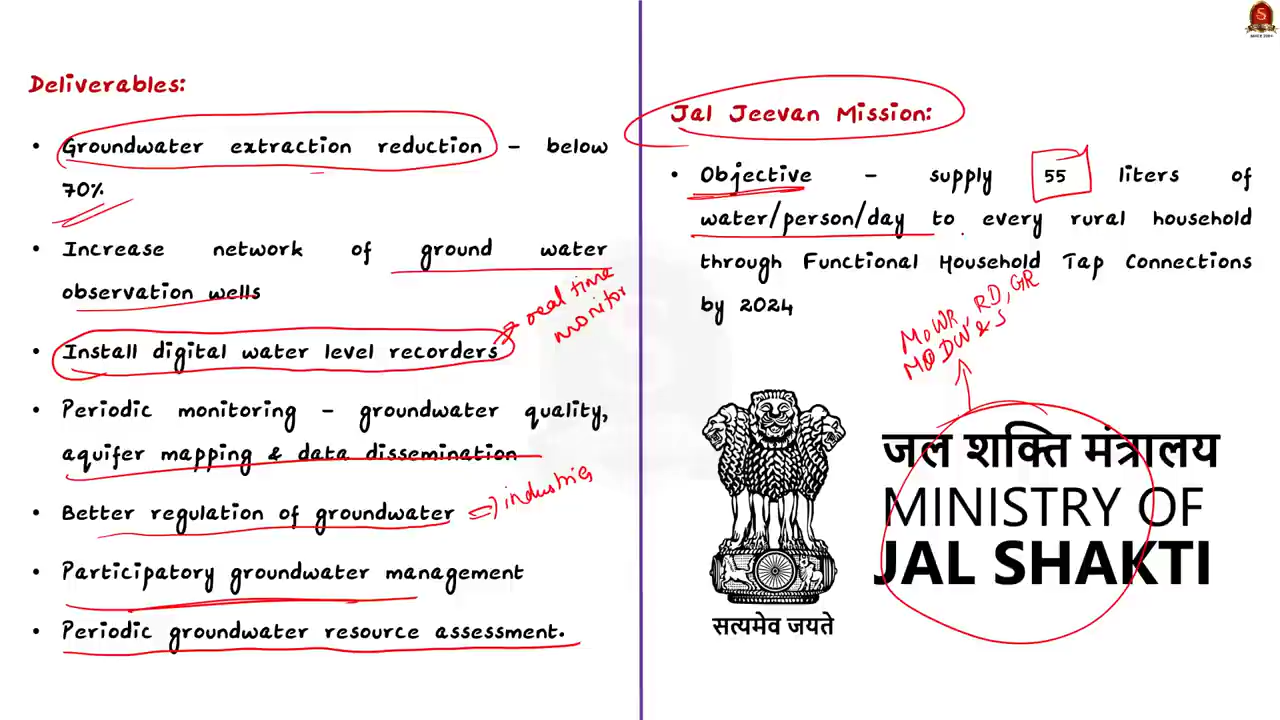 Deliverables:
• Groundwater extraction reduction – below
70%
• Increase network of ground water
observation wells
• Install digital water level recorders
real time
monitor
• Periodic monitoring – groundwater quality,
aquifer mapping & data dissemination
• Better regulation of groundwater
industries
• Participatory groundwater management
• Periodic groundwater resource assessment.
Jal Jeevan Mission:
• Objective – supply 55 liters of
water/person/day to every rural household
through Functional Household Tap Connections
by 2024
MoWR, RD, GR
MoDW & S
जल शक्ति मंत्रालय
MINISTRY OF
JAL SHAKTI
सत्यमेव जयते